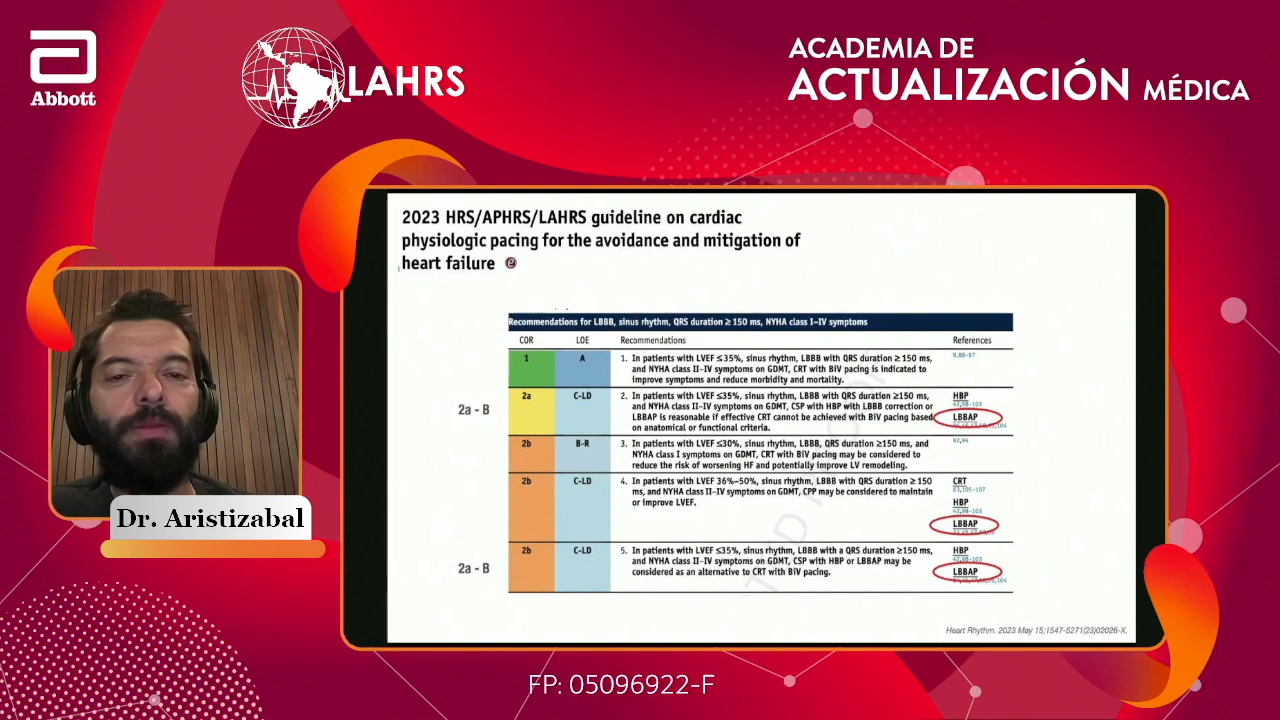 Abbott
LAHRS
ACADEMIA DE
ACTUALIZACIÓN MÉDICA
2023 HRS/APHRS/LAHRS guideline on cardiac
physiologic pacing for the avoidance and mitigation of
heart failure e
Recommendations for LBBB, sinus rhythm, QRS duration ≥ 150 ms, NYHA class I–IV symptoms
COR LOE Recommendations References
1 A 1. In patients with LVEF ≤35%, sinus rhythm, LBBB with QRS duration ≥ 150 ms,
and NYHA class II–IV symptoms on GDMT, CRT with BiV pacing is indicated to
improve symptoms and reduce morbidity and mortality.
2a - B
2a C-LD 2. In patients with LVEF ≤35%, sinus rhythm, LBBB with QRS duration ≥150 ms, HBP
and NYHA class II–IV symptoms on GDMT, CSP with HBP with LBBB correction or
LBBAP is reasonable if effective CRT cannot be achieved with BiV pacing based LBBAP
on anatomical or functional criteria.
2b B-R 3. In patients with LVEF ≤30%, sinus rhythm, LBBB, QRS duration ≥150 ms, and
NYHA class I symptoms on GDMT, CRT with BiV pacing may be considered to
reduce the risk of worsening HF and potentially improve LV remodeling.
2b C-LD 4. In patients with LVEF 36%–50%, sinus rhythm, LBBB with QRS duration ≥ 150 CRT
ms, and NYHA class II–IV symptoms on GDMT, CPP may be considered to maintain
or improve LVEF. HBP
LBBAP
2a - B
2b C-LD 5. In patients with LVEF ≤35%, sinus rhythm, LBBB with a QRS duration ≥150 ms, HBP
and NYHA class II–IV symptoms on GDMT, CSP with HBP or LBBAP may be
considered as an alternative to CRT with BiV pacing. LBBAP
Heart Rhythm. 2023 May 15;1547-5271(23)02026-X.
Dr. Aristizabal
FP: 05096922-F